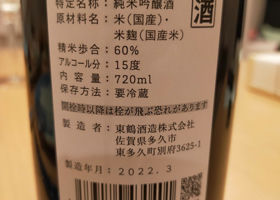 特定名称：純米吟醸酒
酒
原材料名：米（国産）・
米麹（国産米）
精米歩合：60％
アルコール分：15度
内容量：720ml
保存方法：要冷蔵
開栓時以降は栓が飛ぶ恐れがあります
製造者：東鶴酒造株式会社
佐賀県多久市
東多久町別府3625-1
製造年月：2022.3